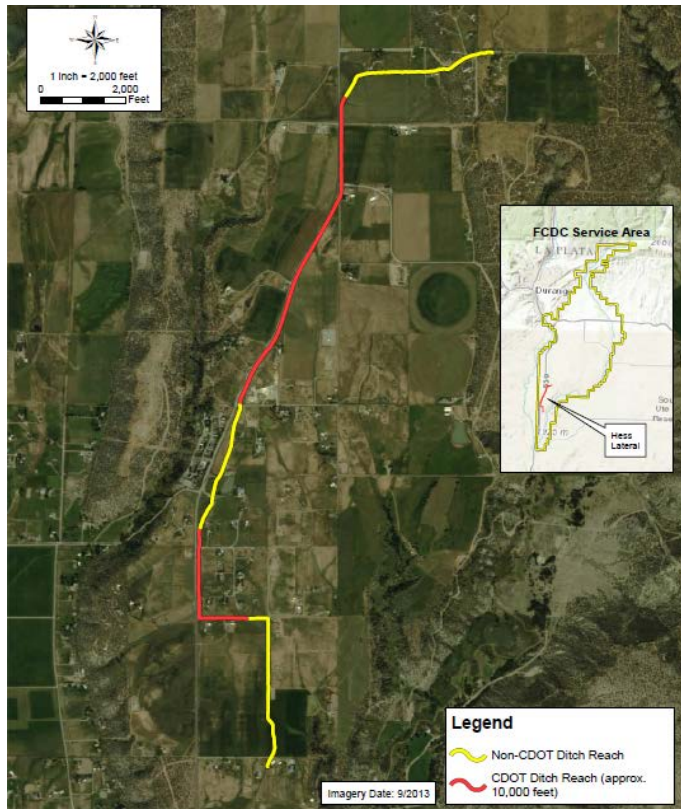 1 inch = 2,000 feet
0 2,000
Feet
FCDC Service Area
LA PLATA
Durango
Hess
Lateral
Legend
Non-CDOT Ditch Reach
CDOT Ditch Reach (approx.
10,000 feet)
Imagery Date: 9/2013